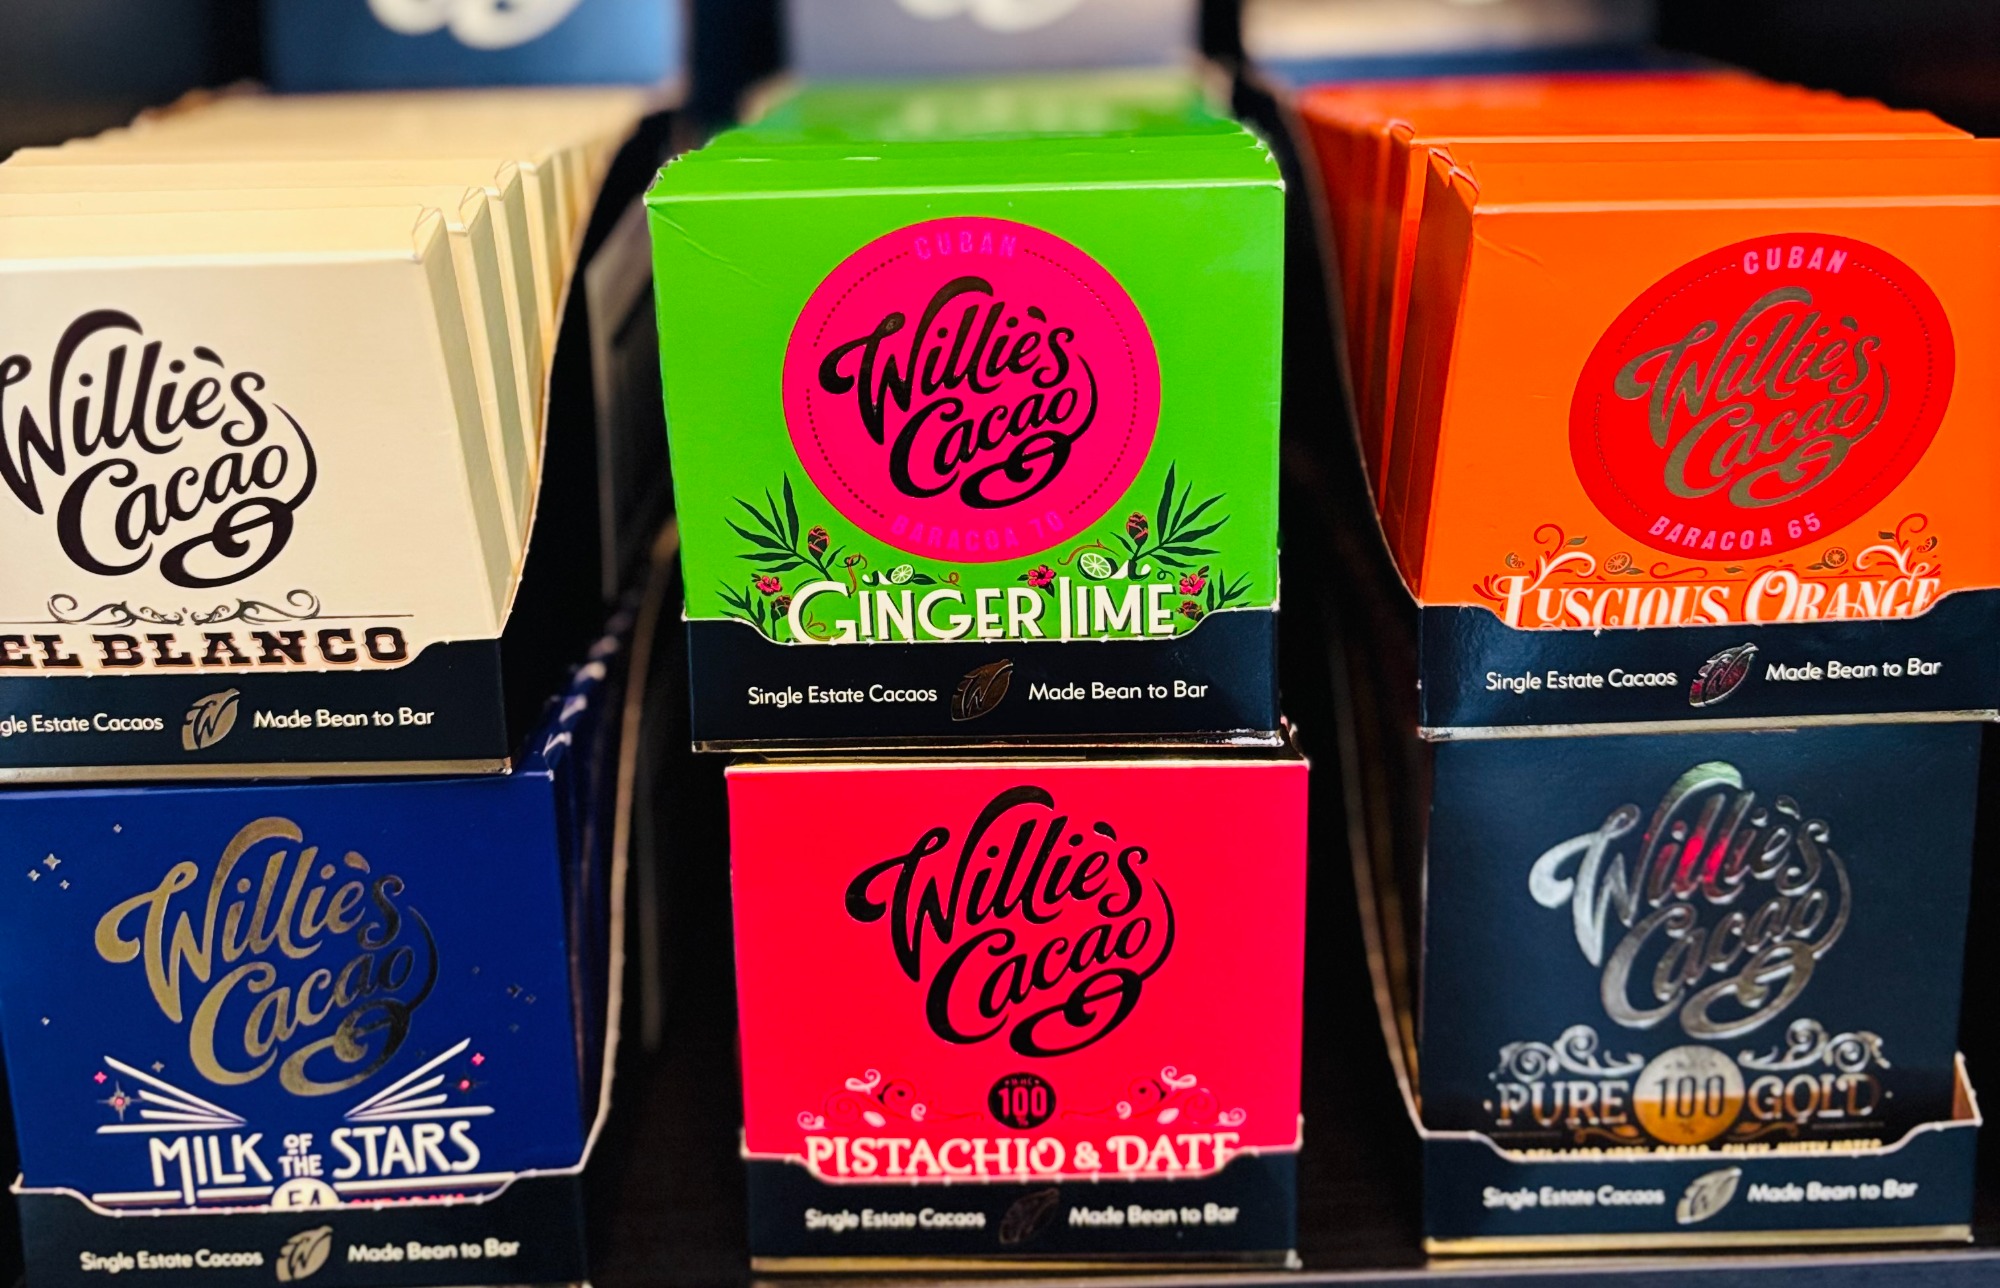 Willie's
Cacao
EL BLANCO
Single Estate Cacaos Made Bean to Bar
CUBAN
Willie's
Cacao
BARACOA 70
GINGER LIME
Single Estate Cacaos Made Bean to Bar
CUBAN
Willie's
Cacao
BARACOA 65
LUSCIOUS ORANGE
Single Estate Cacaos Made Bean to Bar
Willie's
Cacao
MILK OF THE STARS
54
Single Estate Cacaos Made Bean to Bar
Willie's
Cacao
100
PISTACHIO & DATE
Single Estate Cacaos Made Bean to Bar
Willie's
Cacao
PURE 100 GOLD
Single Estate Cacaos Made Bean to Bar